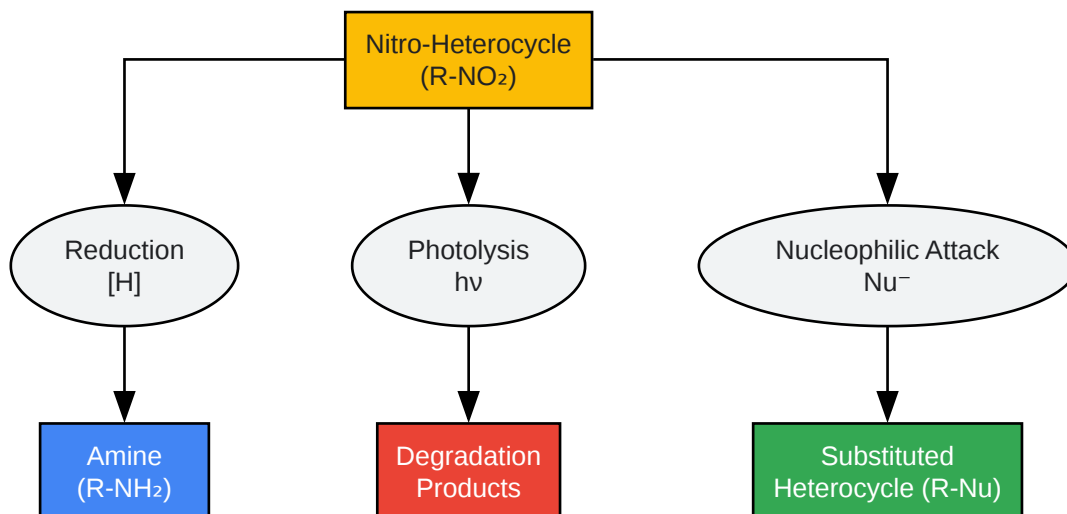 Nitro-Heterocycle
(R-NO₂)
Reduction
[H]
Photolysis
hν
Nucleophilic Attack
Nu⁻
Amine
(R-NH₂)
Degradation
Products
Substituted
Heterocycle (R-Nu)